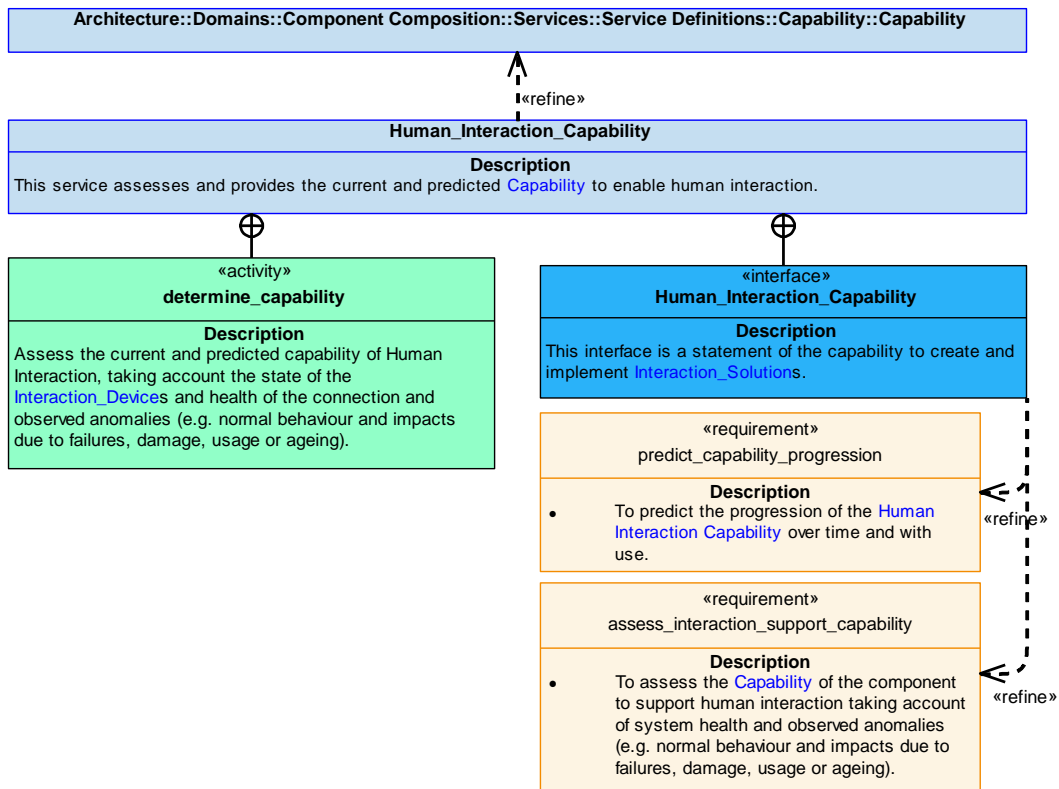 Architecture::Domains::Component Composition::Services::Service Definitions::Capability::Capability
«refine»
Human_Interaction_Capability
Description
This service assesses and provides the current and predicted Capability to enable human interaction.
«activity»
determine_capability
Description
Assess the current and predicted capability of Human
Interaction, taking account the state of the
Interaction_Devices and health of the connection and
observed anomalies (e.g. normal behaviour and impacts
due to failures, damage, usage or ageing).
«interface»
Human_Interaction_Capability
Description
This interface is a statement of the capability to create and
implement Interaction_Solutions.
«requirement»
predict_capability_progression
Description
• To predict the progression of the Human
Interaction Capability over time and with
use.
«refine»
«requirement»
assess_interaction_support_capability
Description
• To assess the Capability of the component
to support human interaction taking account
of system health and observed anomalies
(e.g. normal behaviour and impacts due to
failures, damage, usage or ageing).
«refine»